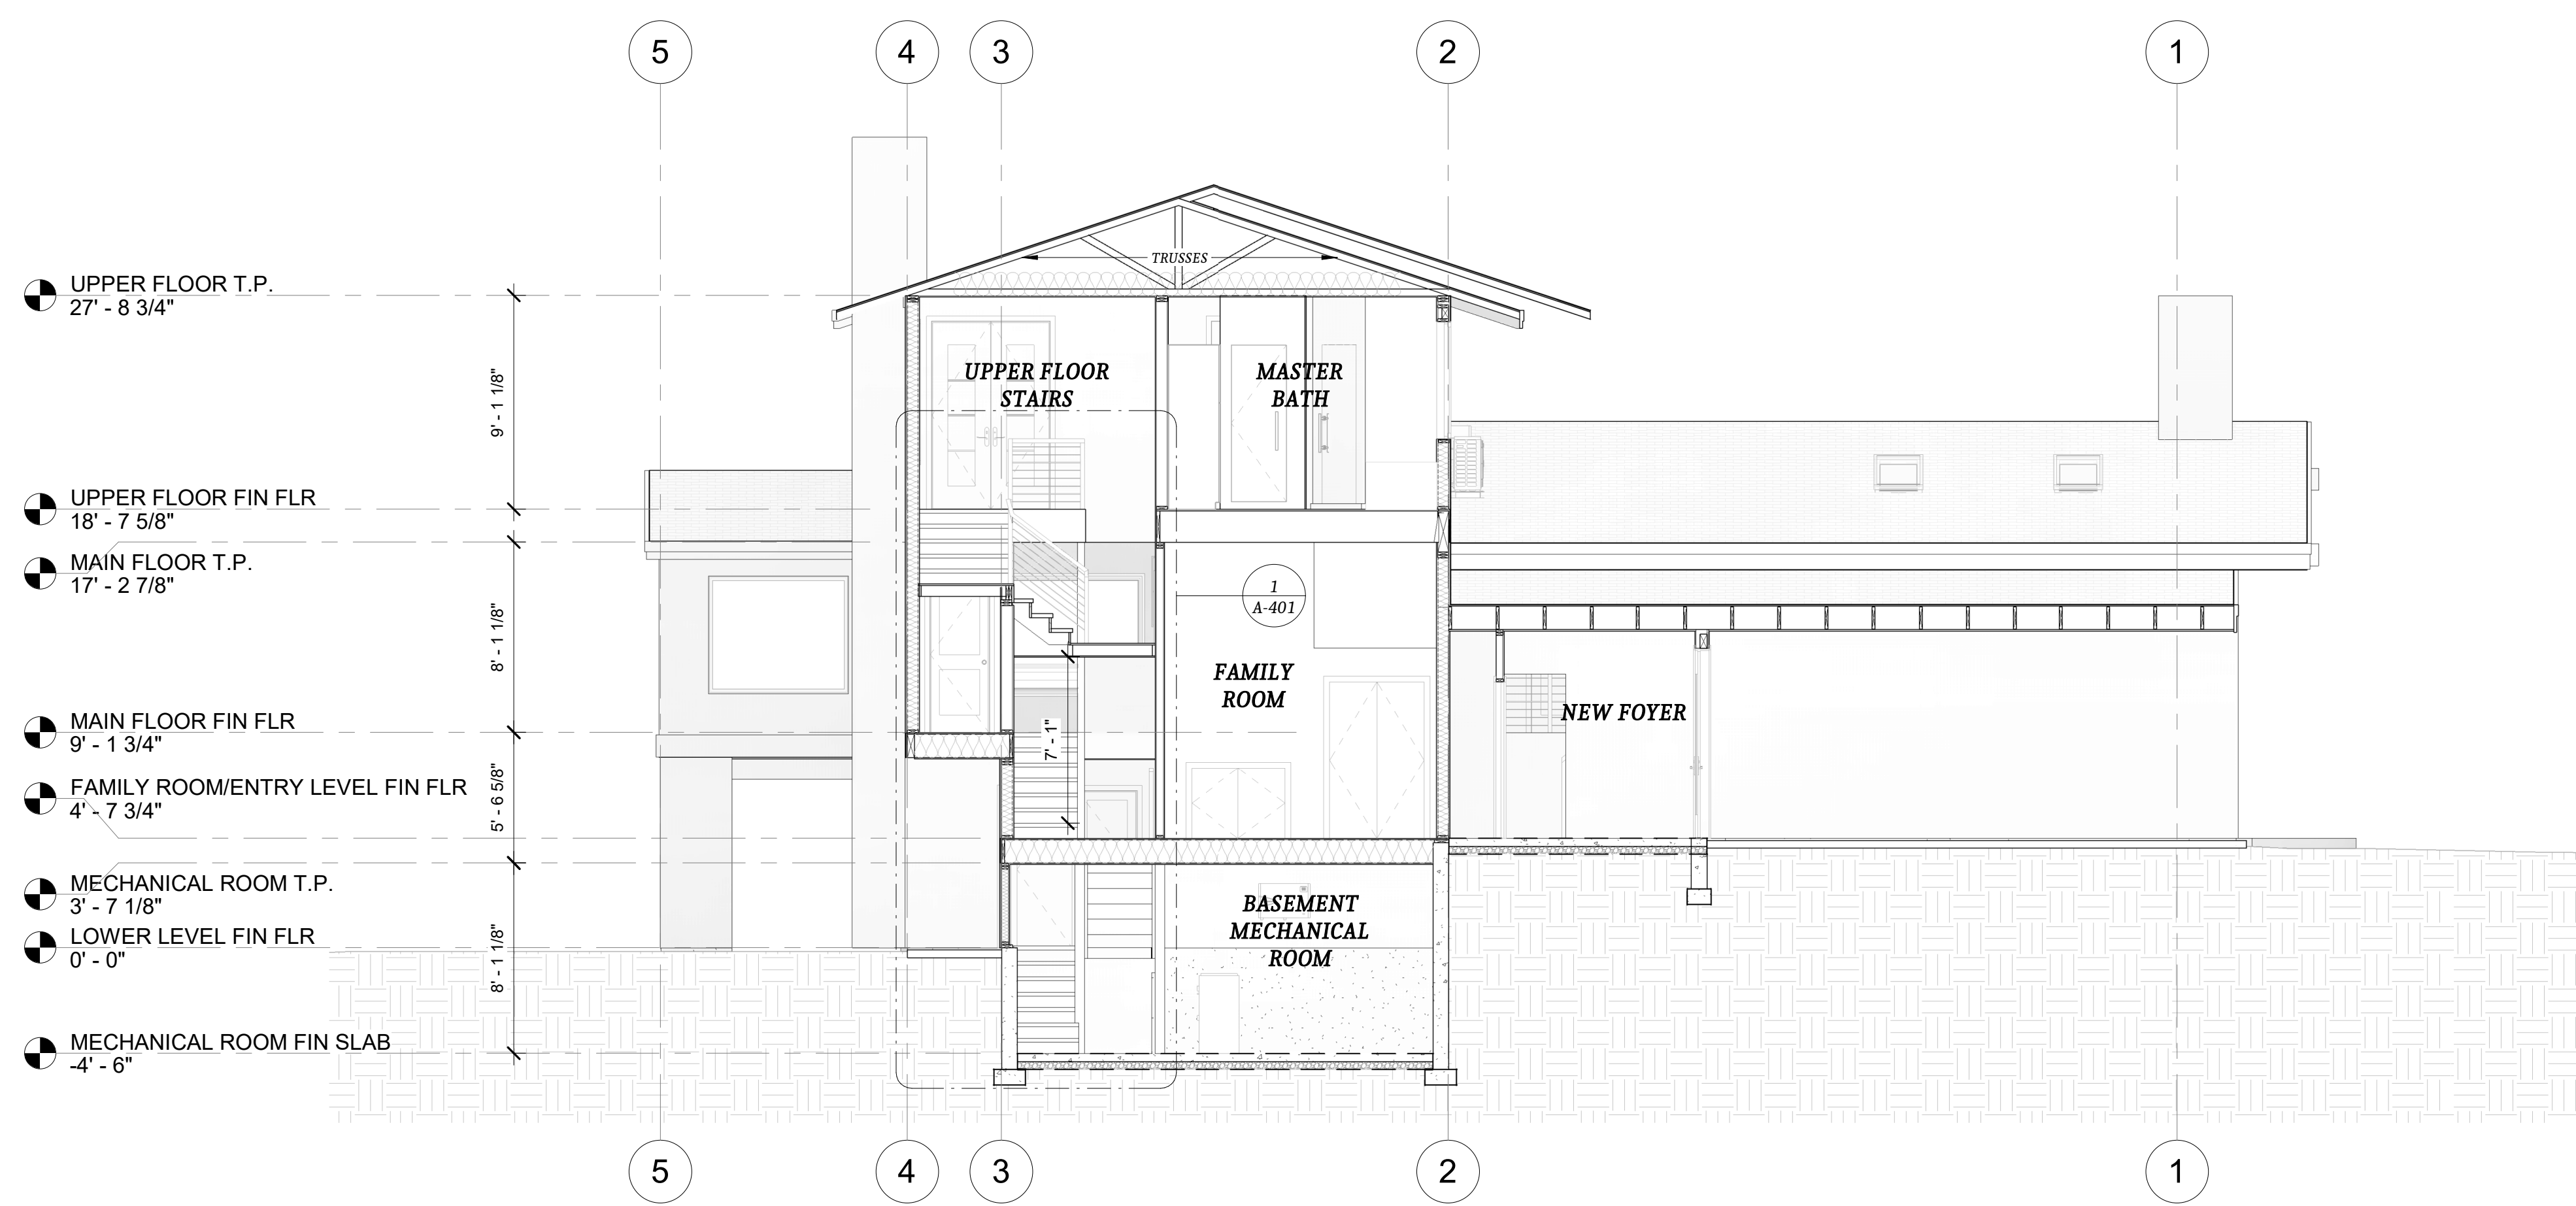 5
4
3
2
1
UPPER FLOOR T.P.
27' - 8 3/4"
UPPER FLOOR FIN FLR
18' - 7 5/8"
MAIN FLOOR T.P.
17' - 2 7/8"
MAIN FLOOR FIN FLR
9' - 1 3/4"
FAMILY ROOM/ENTRY LEVEL FIN FLR
4' - 7 3/4"
MECHANICAL ROOM T.P.
3' - 7 1/8"
LOWER LEVEL FIN FLR
0' - 0"
MECHANICAL ROOM FIN SLAB
-4' - 6"
9' - 1 1/8"
8' - 1 1/8"
5' - 6 5/8"
8' - 1 1/8"
TRUSSES
UPPER FLOOR
STAIRS
MASTER
BATH
1
A-401
FAMILY
ROOM
7' - 1"
NEW FOYER
BASEMENT
MECHANICAL
ROOM
5
4
3
2
1